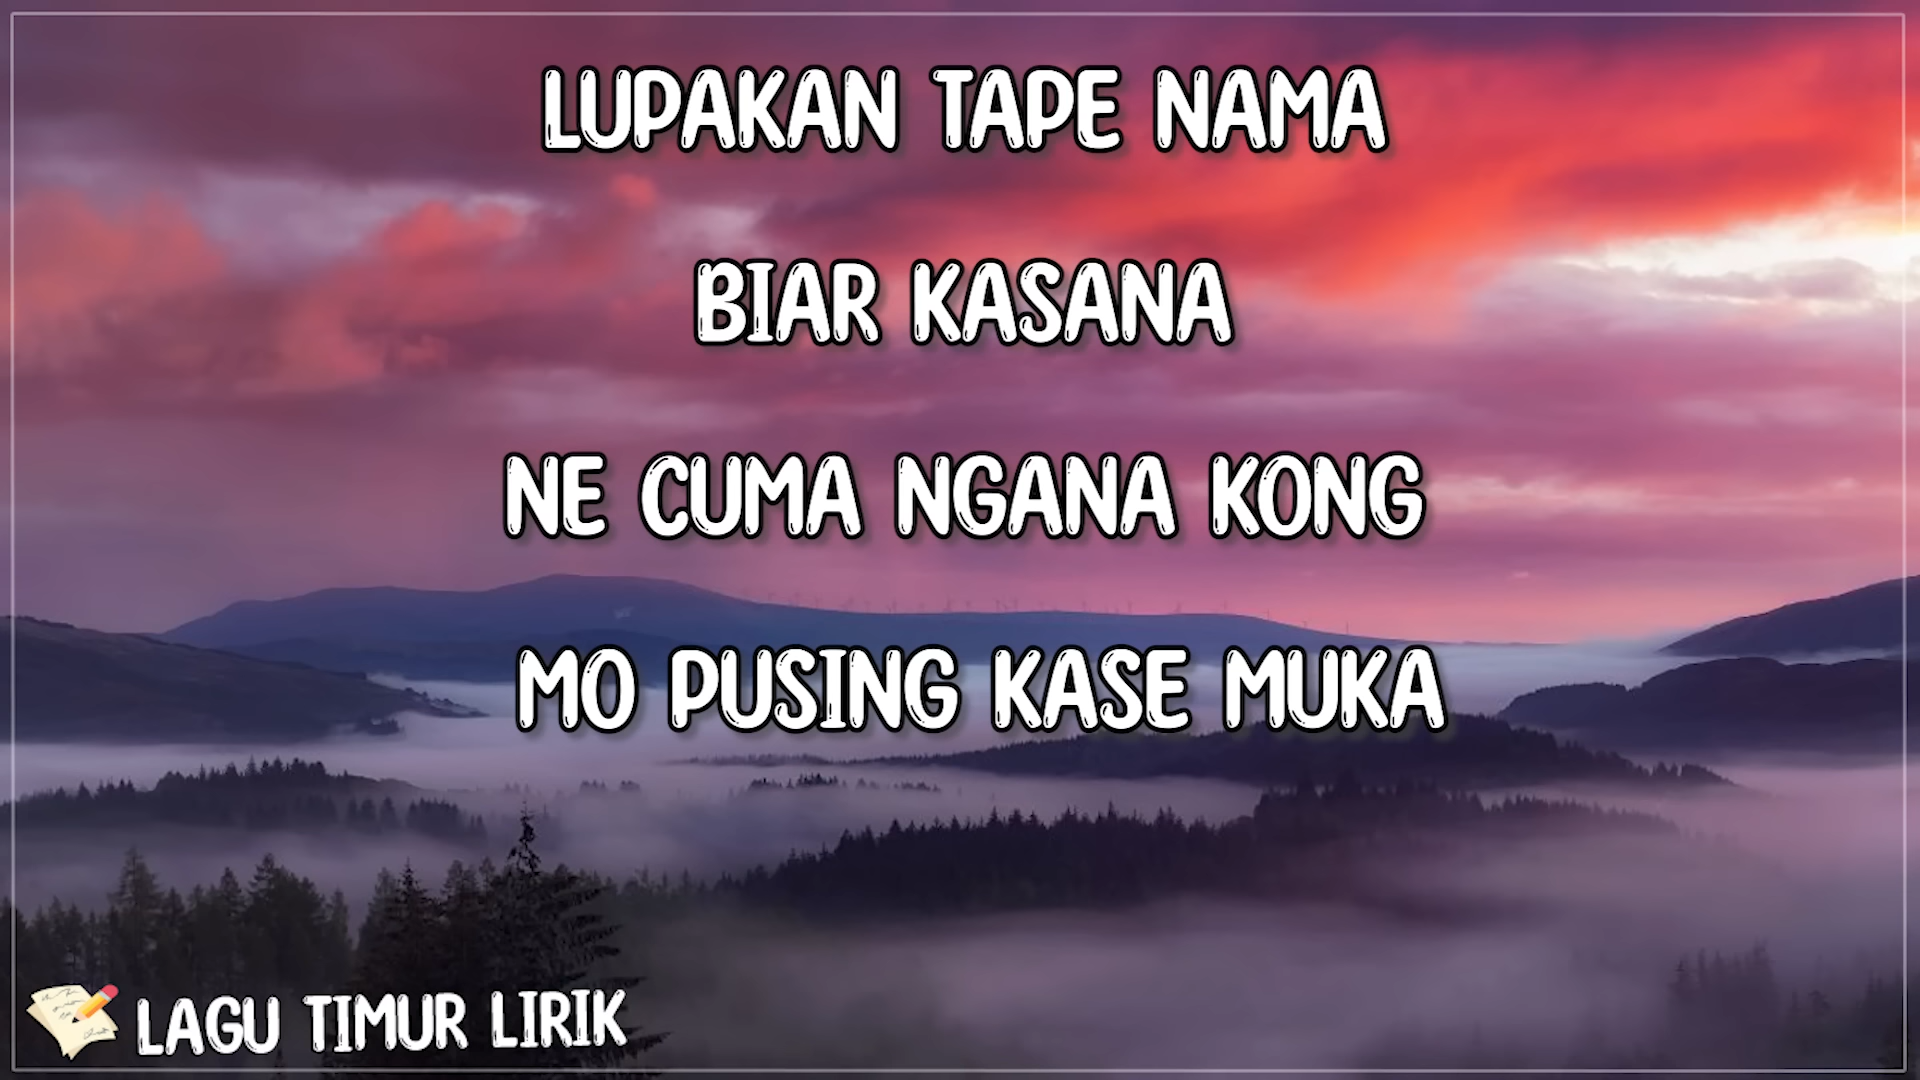 LUPAKAN TAPE NAMA
BIAR KASANA
NE CUMA NGANA KONG
MO PUSING KASE MUKA
LAGU TIMUR LIRIK